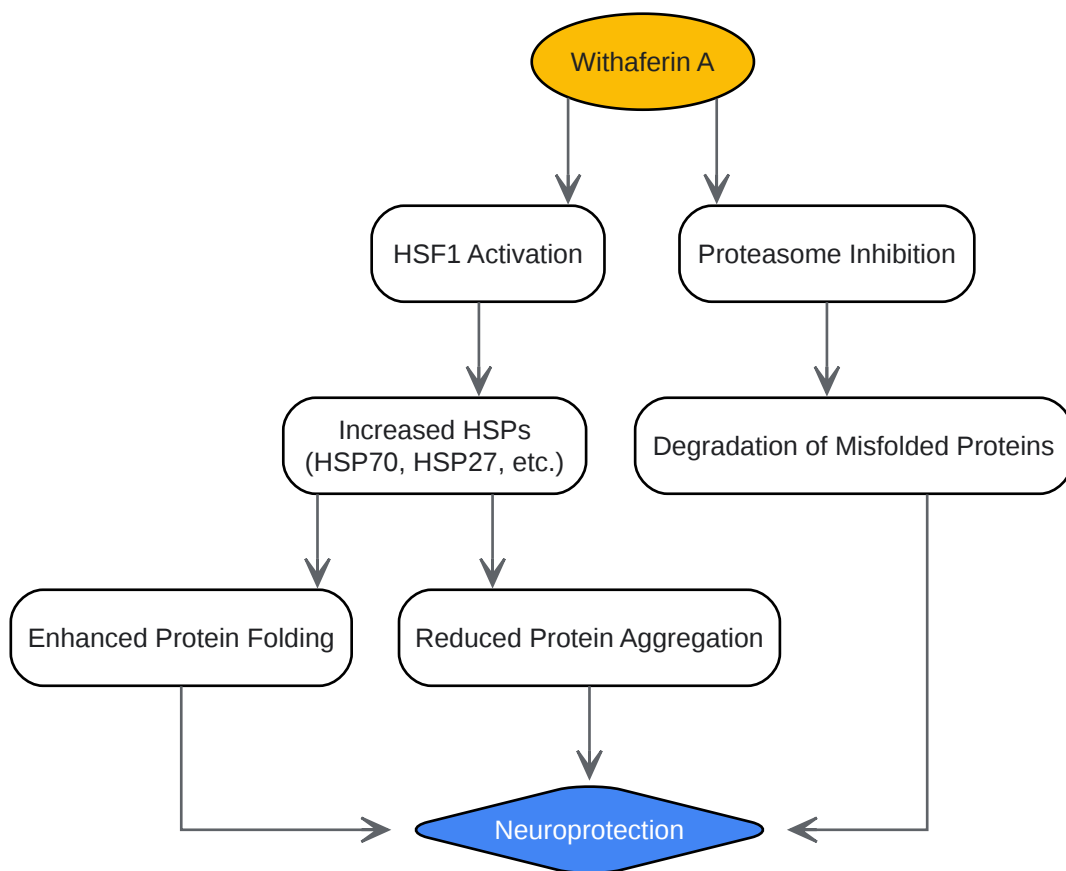 Withaferin A
HSF1 Activation
Proteasome Inhibition
Increased HSPs
(HSP70, HSP27, etc.)
Degradation of Misfolded Proteins
Enhanced Protein Folding
Reduced Protein Aggregation
Neuroprotection